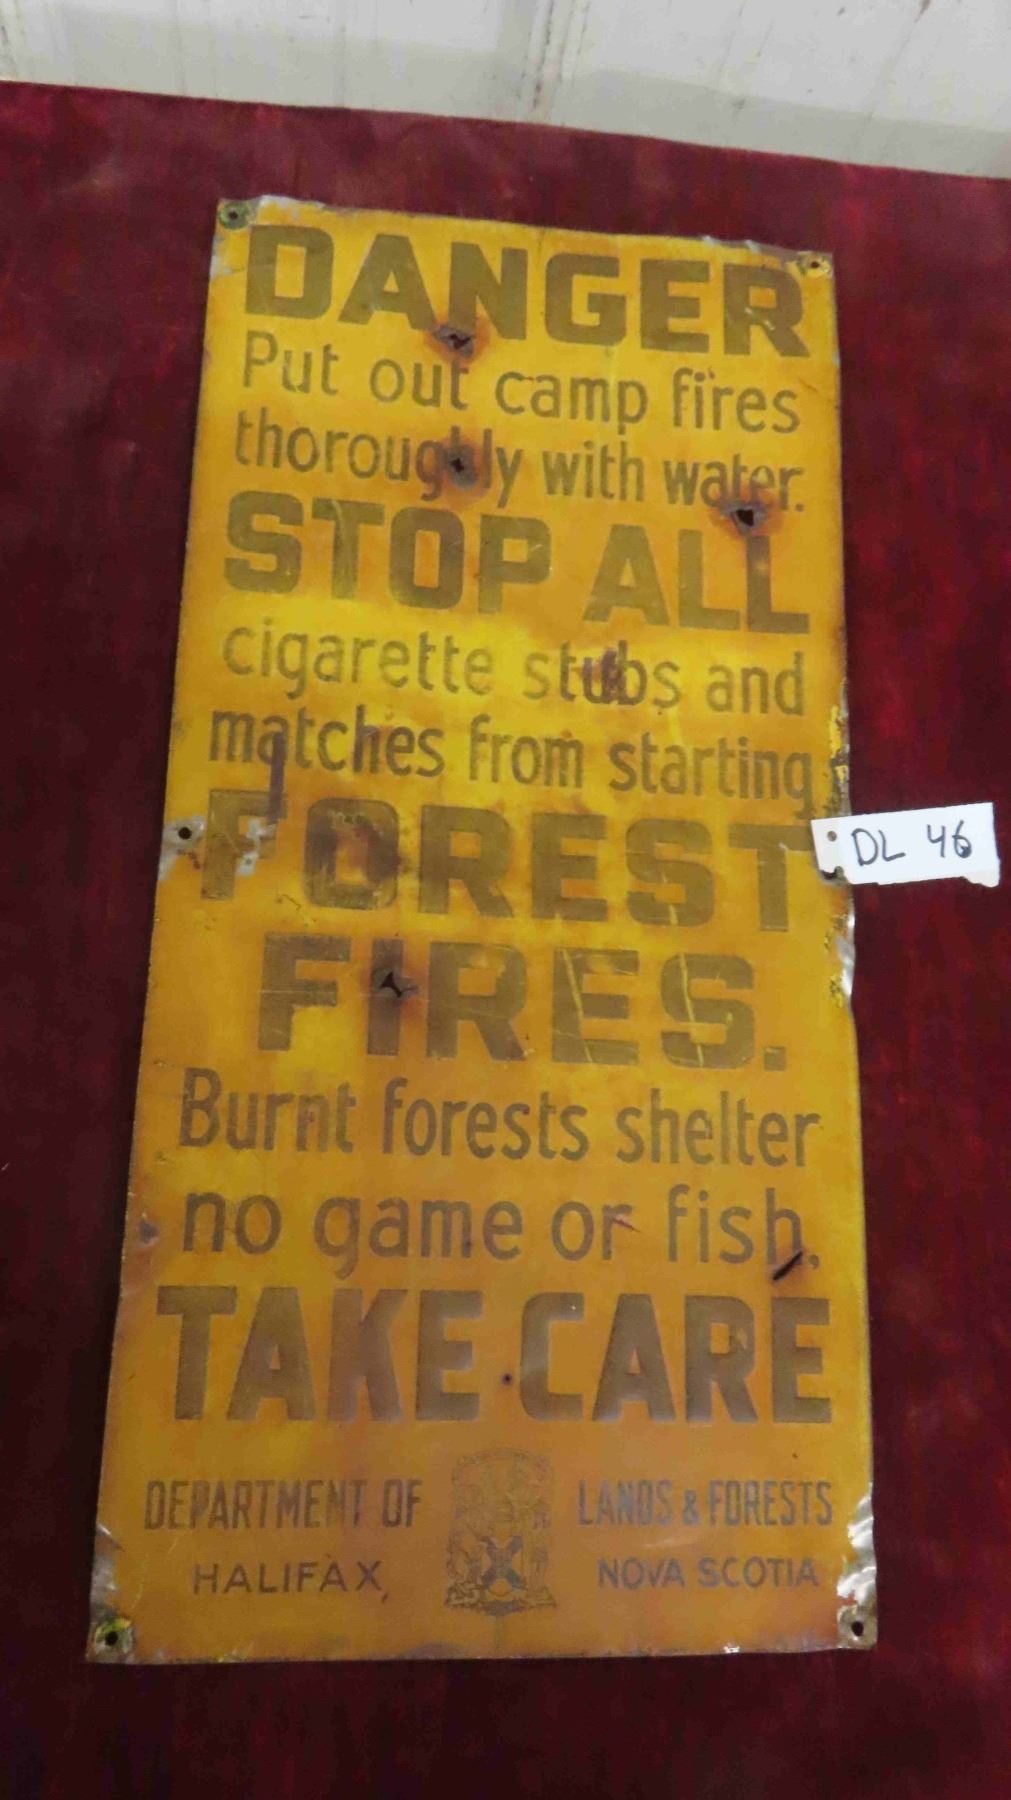 DANGER
Put out camp fires
thoroughly with water.
STOP ALL
cigarette stubs and
matches from starting
FOREST
FIRES.
Burnt forests shelter
no game or fish.
TAKE CARE
DEPARTMENT OF LANDS & FORESTS
HALIFAX, NOVA SCOTIA
DL 46